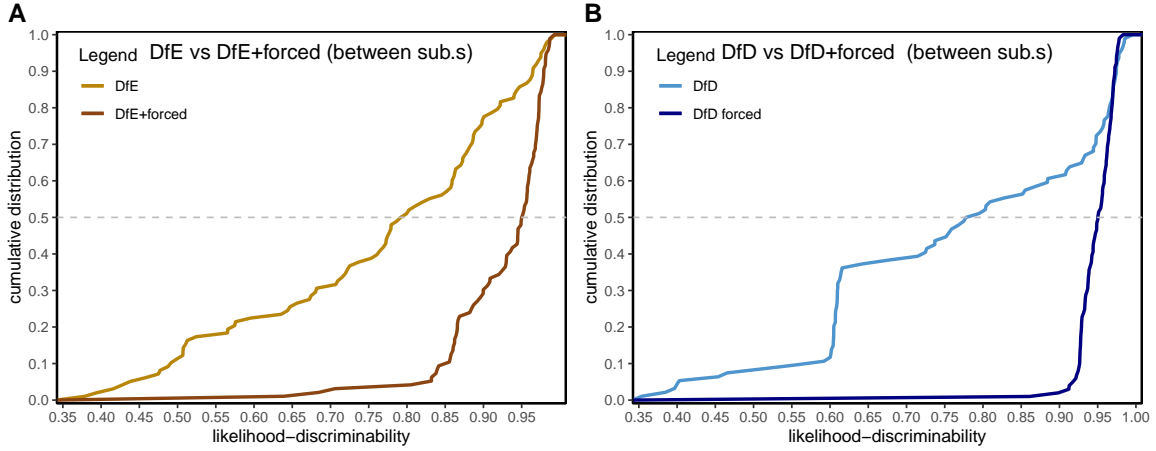 A
Legend DfE vs DfE+forced (between sub.s)
DfE
DfE+forced
cumulative distribution
1.0
0.9
0.8
0.7
0.6
0.5
0.4
0.3
0.2
0.1
0.0
0.35 0.40 0.45 0.50 0.55 0.60 0.65 0.70 0.75 0.80 0.85 0.90 0.95
likelihood−discriminability
B
Legend DfD vs DfD+forced (between sub.s)
DfD
DfD forced
cumulative distribution
1.0
0.9
0.8
0.7
0.6
0.5
0.4
0.3
0.2
0.1
0.0
0.35 0.40 0.45 0.50 0.55 0.60 0.65 0.70 0.75 0.80 0.85 0.90 0.95 1.00
likelihood−discriminability